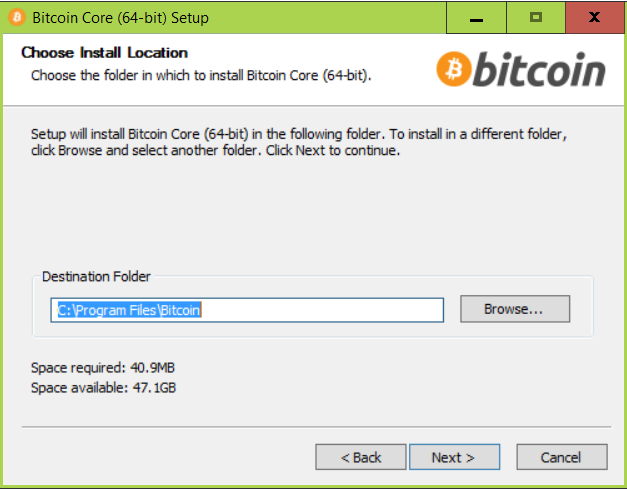 Bitcoin Core (64-bit) Setup
Choose Install Location
Choose the folder in which to install Bitcoin Core (64-bit).
bitcoin
Setup will install Bitcoin Core (64-bit) in the following folder. To install in a different folder,
click Browse and select another folder. Click Next to continue.
Destination Folder
C:\Program Files\Bitcoin
Browse...
Space required: 40.9MB
Space available: 47.1GB
< Back
Next >
Cancel